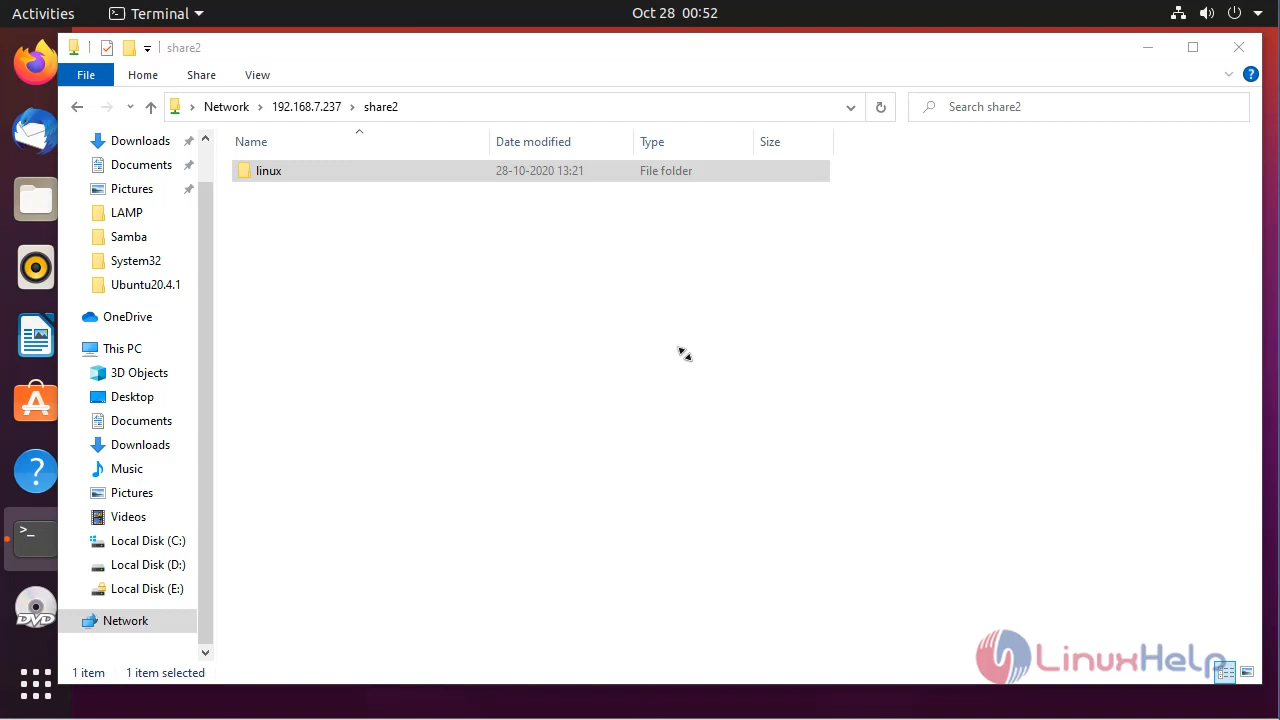 Activities Terminal Oct 28 00:52
share2
File Home Share View
Network 192.168.7.237 share2 Search share2
Name Date modified Type Size
linux 28-10-2020 13:21 File folder
Downloads
Documents
Pictures
LAMP
Samba
System32
Ubuntu20.4.1
OneDrive
This PC
3D Objects
Desktop
Documents
Downloads
Music
Pictures
Videos
Local Disk (C:)
Local Disk (D:)
Local Disk (E:)
Network
1 item 1 item selected
LinuxHelp
DVD